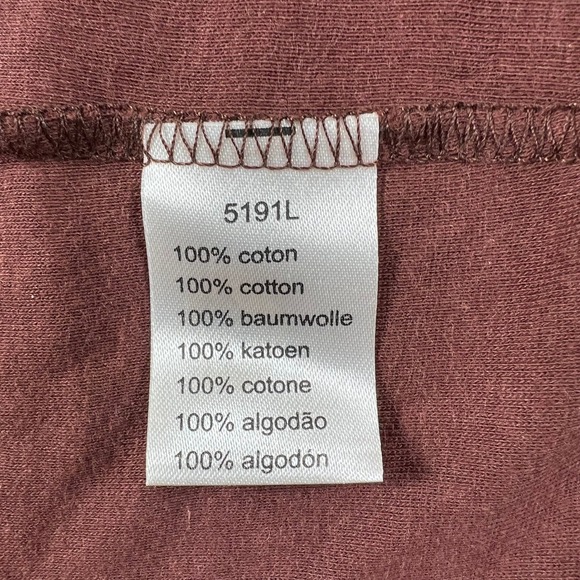 5191L
100% coton
100% cotton
100% baumwolle
100% katoen
100% cotone
100% algodão
100% algodón